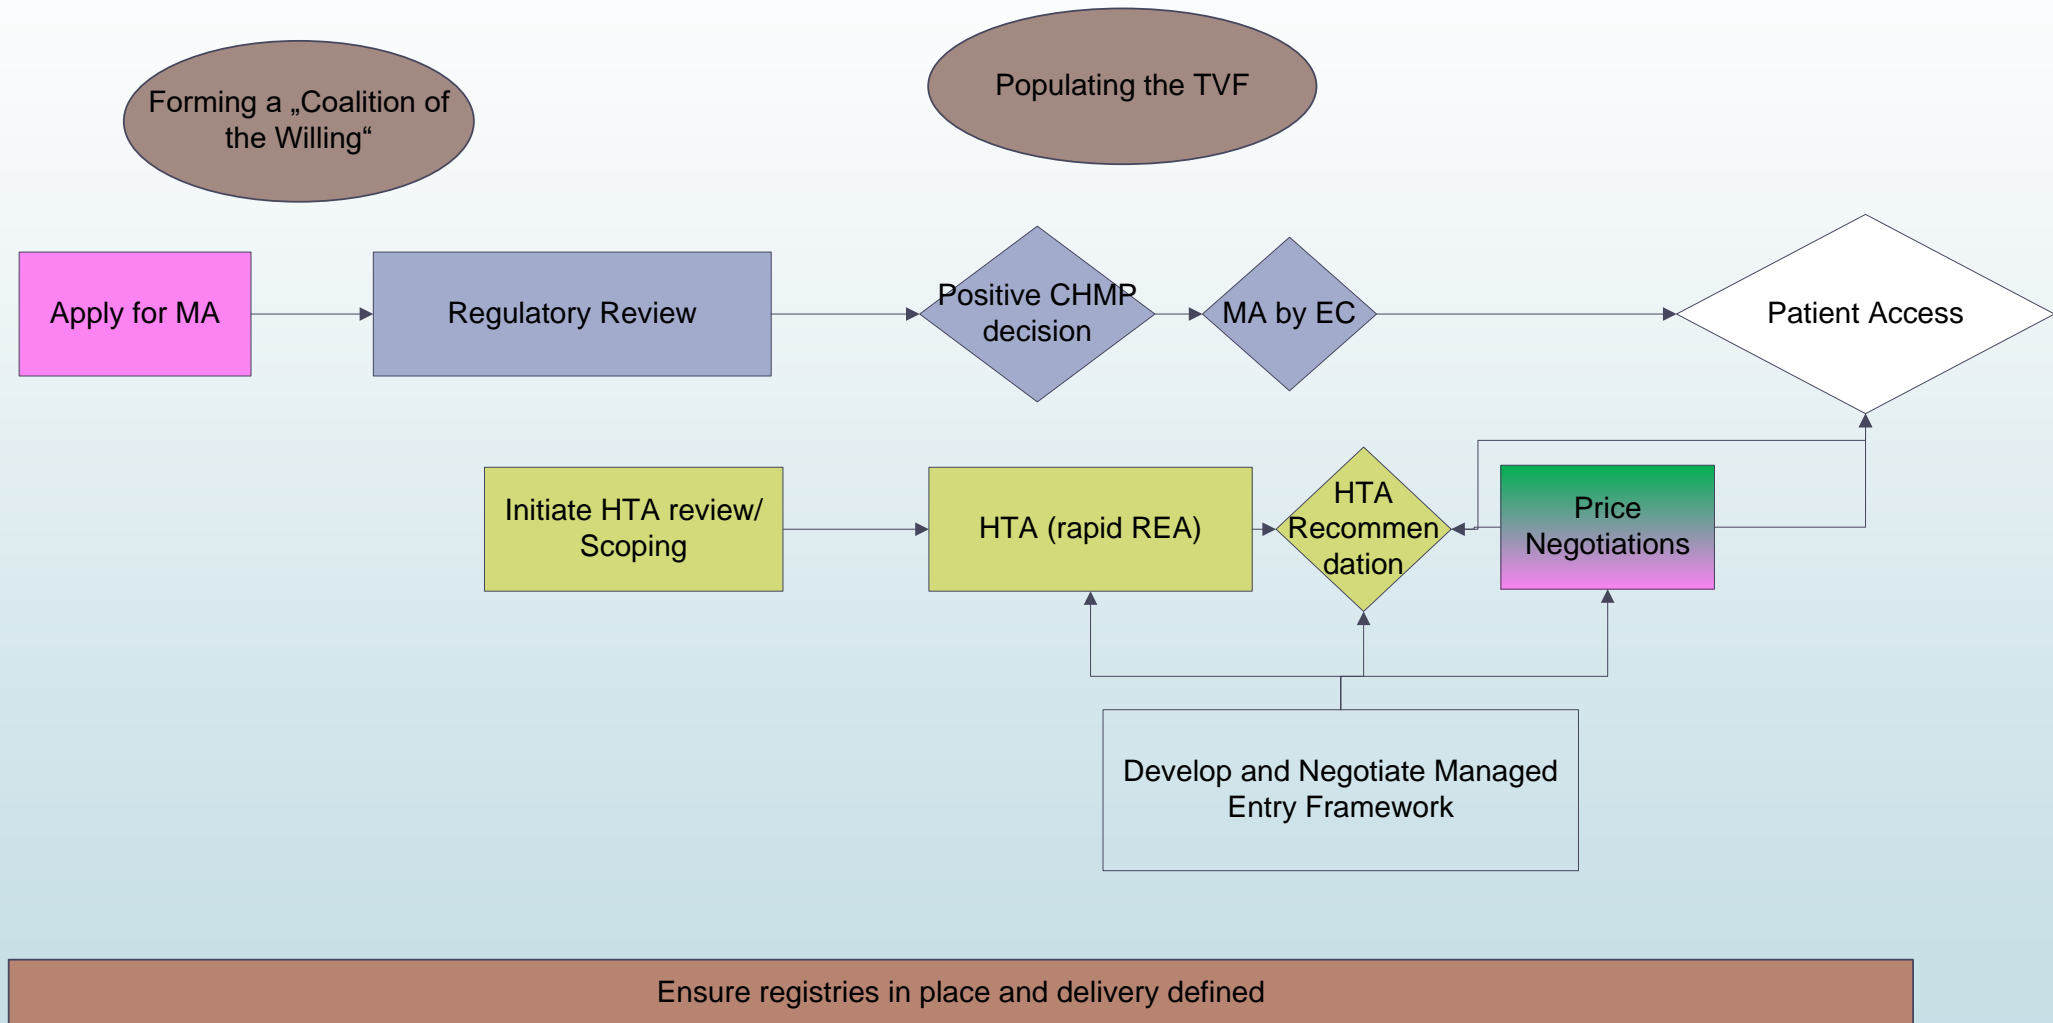 Forming a „Coalition of
the Willing“
Populating the TVF
Apply for MA
Regulatory Review
Positive CHMP
decision
MA by EC
Patient Access
Initiate HTA review/
Scoping
HTA (rapid REA)
HTA
Recommen
dation
Price
Negotiations
Develop and Negotiate Managed
Entry Framework
Ensure registries in place and delivery defined